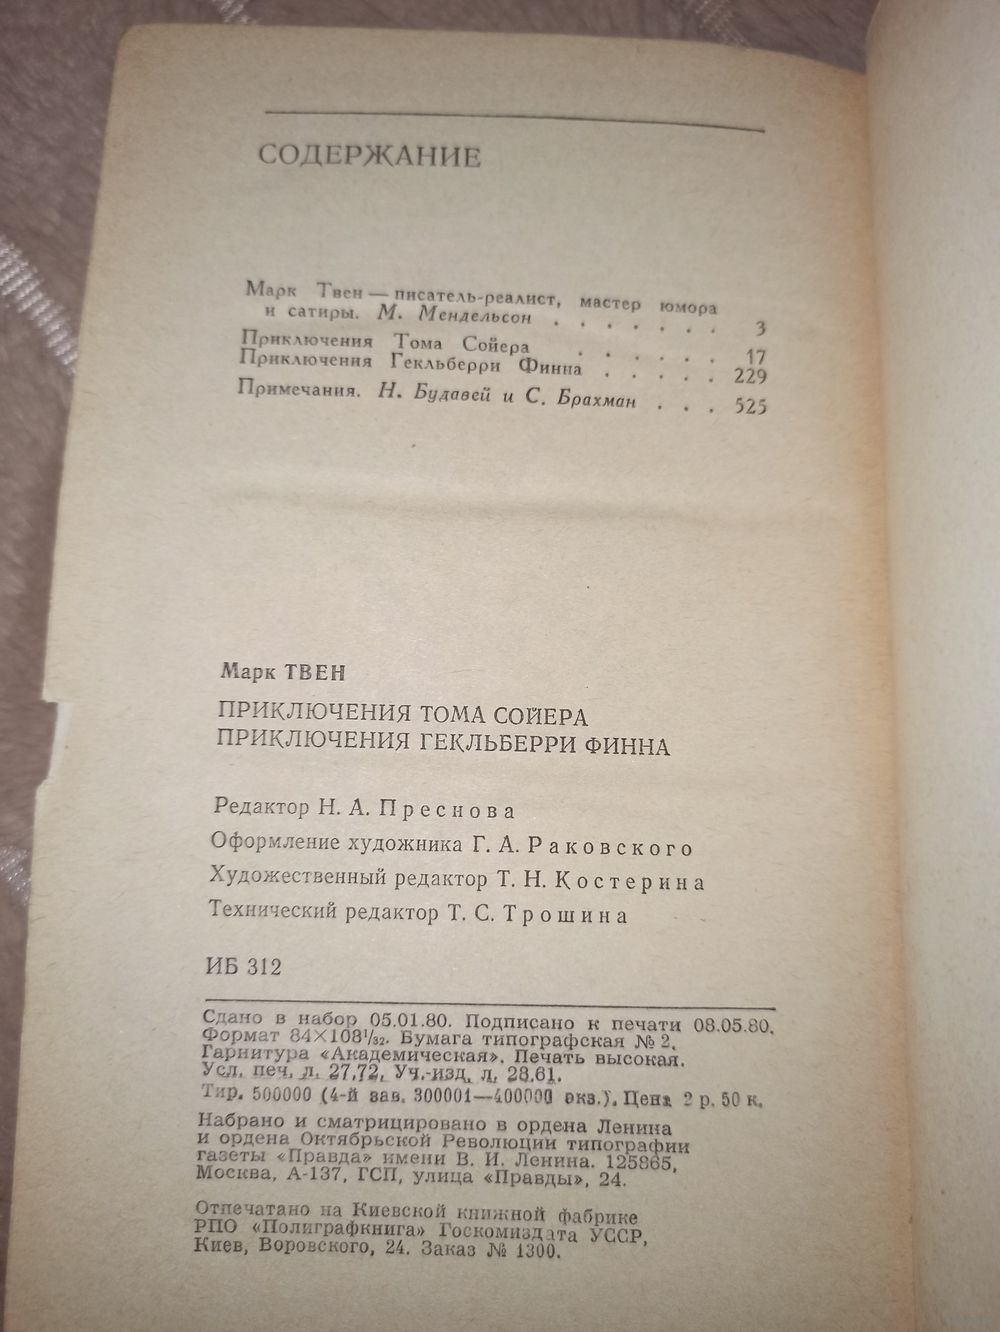 СОДЕРЖАНИЕ
Марк Твен — писатель-реалист, мастер юмора
и сатиры. М. Мендельсон . . . . . . . 3
Приключения Тома Сойера . . . . . . 17
Приключения Гекльберри Финна . . . . . 229
Примечания. Н. Будавей и С. Брахман . . . 525
Марк ТВЕН
ПРИКЛЮЧЕНИЯ ТОМА СОЙЕРА
ПРИКЛЮЧЕНИЯ ГЕКЛЬБЕРРИ ФИННА
Редактор Н. А. Преснова
Оформление художника Г. А. Раковского
Художественный редактор Т. Н. Костерина
Технический редактор Т. С. Трошина
ИБ 312
Сдано в набор 05.01.80. Подписано к печати 08.05.80.
Формат 84×108¹/₃₂. Бумага типографская № 2.
Гарнитура «Академическая». Печать высокая.
Усл. печ. л. 27,72. Уч.-изд. л. 28,61.
Тир. 500000 (4-й зав. 300001—400000 экз.). Цена 2 р. 50 к.
Набрано и сматрицировано в ордена Ленина
и ордена Октябрьской Революции типографии
газеты «Правда» имени В. И. Ленина. 125865,
Москва, А-137, ГСП, улица «Правды», 24.
Отпечатано на Киевской книжной фабрике
РПО «Полиграфкнига» Госкомиздата УССР,
Киев, Воровского, 24. Заказ № 1300.